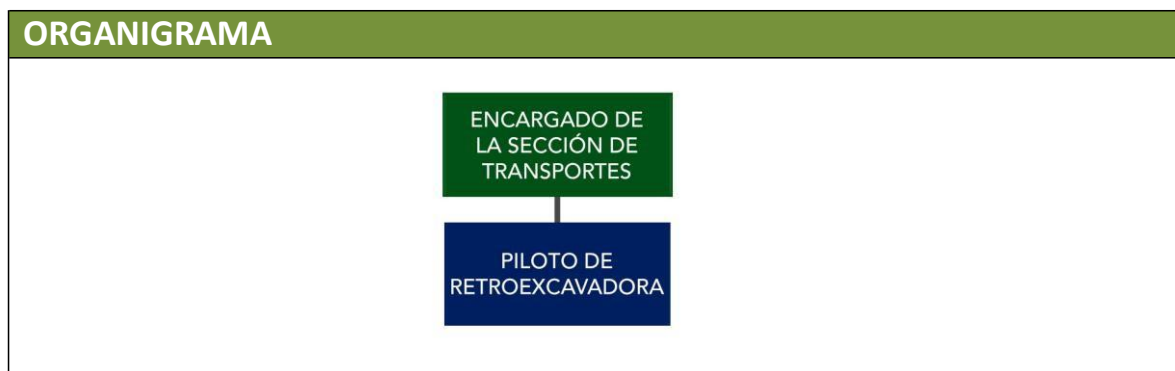 ORGANIGRAMA
ENCARGADO DE
LA SECCIÓN DE
TRANSPORTES
PILOTO DE
RETROEXCAVADORA